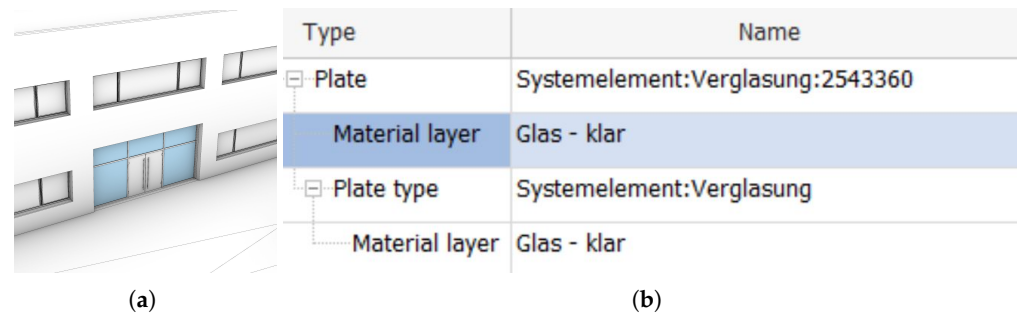 Type Name
Plate Systemelement:Verglasung:2543360
Material layer Glas - klar
Plate type Systemelement:Verglasung
Material layer Glas - klar
(a) (b)